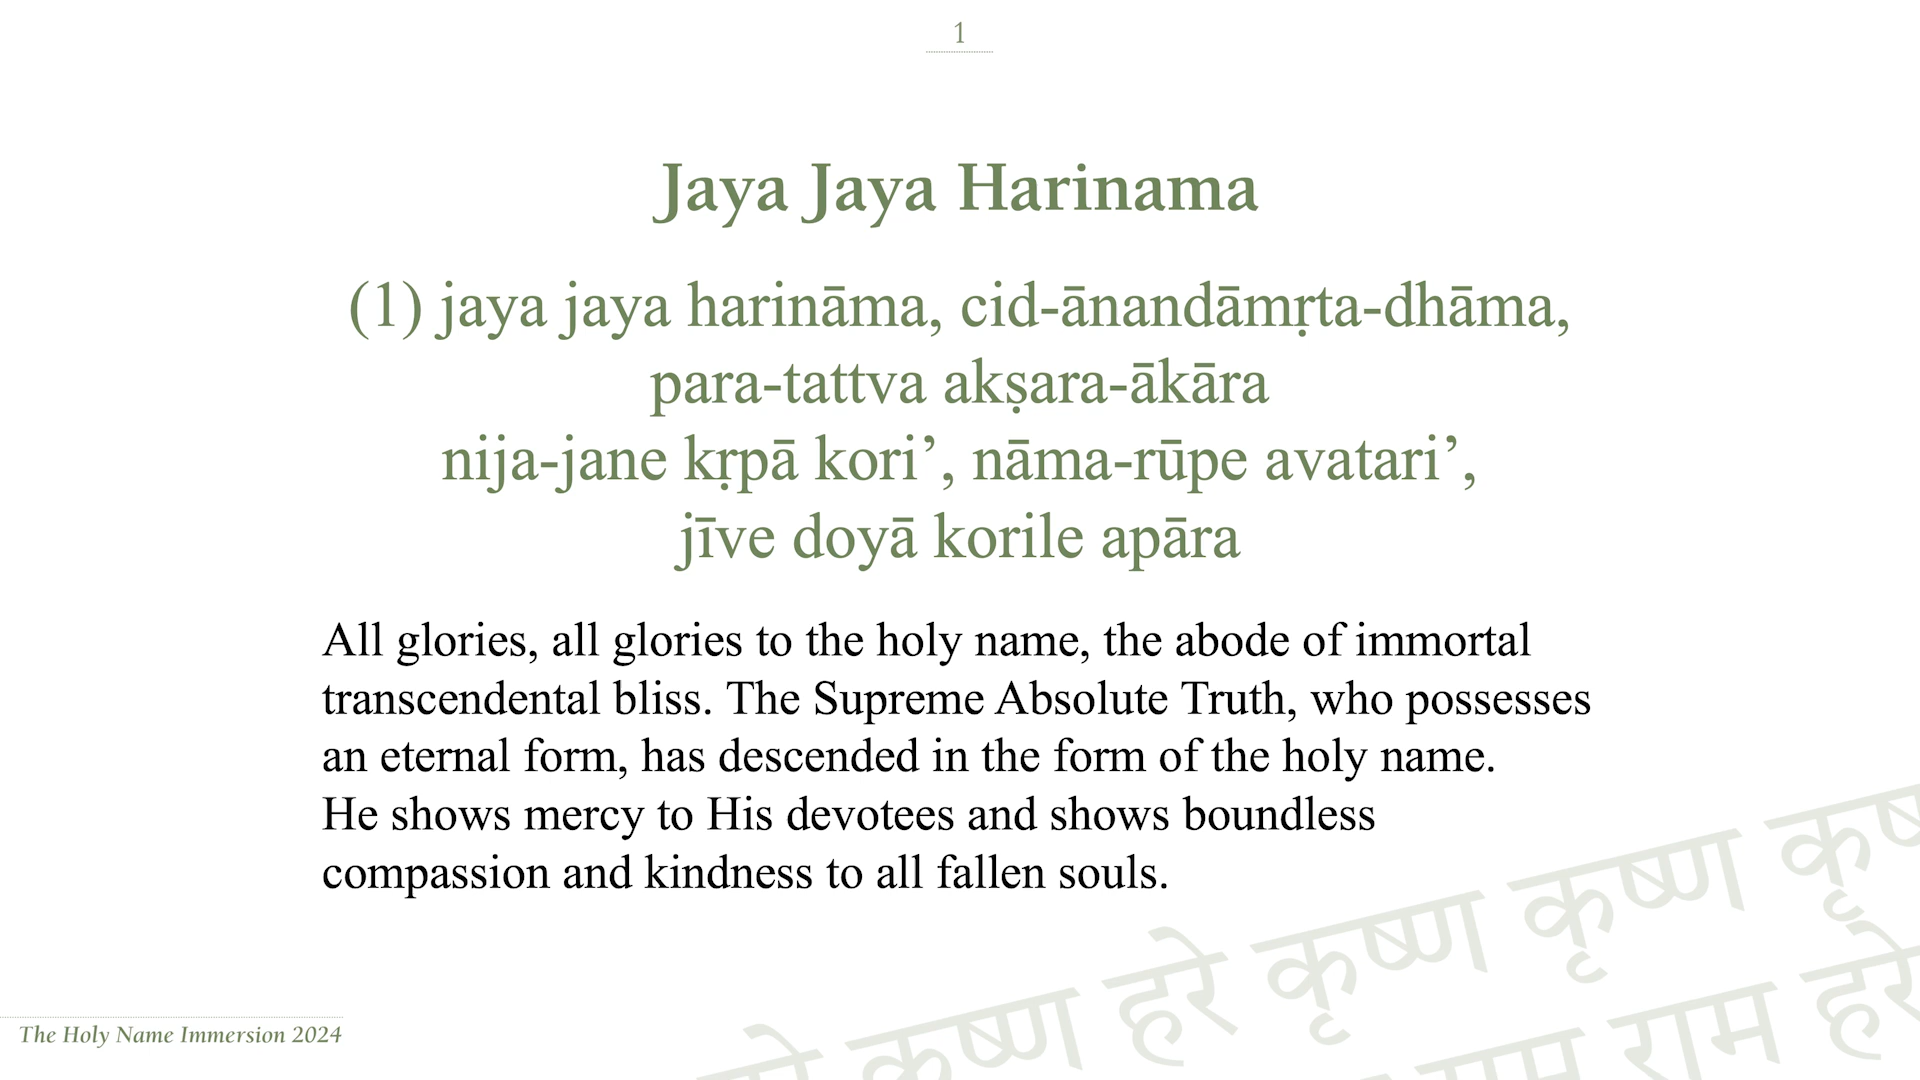 1
Jaya Jaya Harinama
(1) jaya jaya harināma, cid-ānandāmṛta-dhāma,
para-tattva akṣara-ākāra
nija-jane kṛpā kori’, nāma-rūpe avatari’,
jīve doyā korile apāra
All glories, all glories to the holy name, the abode of immortal
transcendental bliss. The Supreme Absolute Truth, who possesses
an eternal form, has descended in the form of the holy name.
He shows mercy to His devotees and shows boundless
compassion and kindness to all fallen souls.
कृष्ण हरे कृष्ण कृष्ण कृष्
राम हरे
The Holy Name Immersion 2024